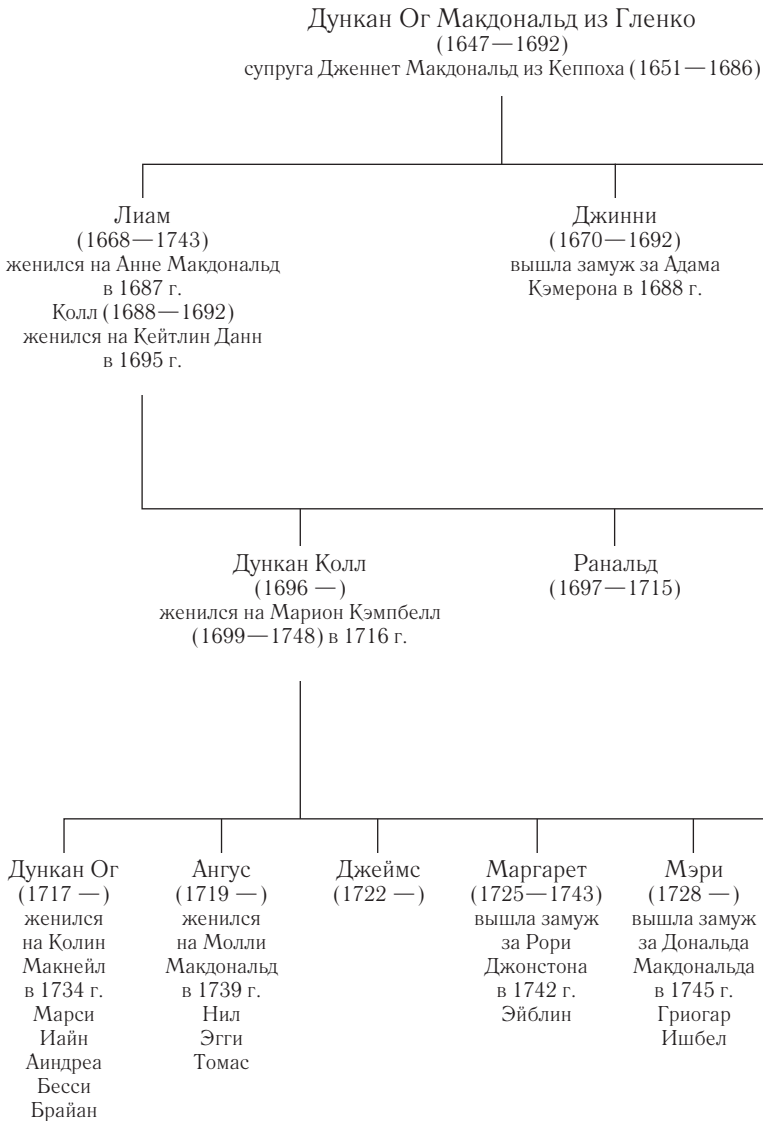 Дункан Ог Макдональд из Гленко
(1647—1692)
супруга Дженнет Макдональд из Кеппоха (1651—1686)
Лиам
(1668—1743)
женился на Анне Макдональд
в 1687 г.
Колл (1688—1692)
женился на Кейтлин Данн
в 1695 г.
Джинни
(1670—1692)
вышла замуж за Адама
Кэмерона в 1688 г.
Дункан Колл
(1696 —)
женился на Марион Кэмпбелл
(1699—1748) в 1716 г.
Ранальд
(1697—1715)
Дункан Ог
(1717 —)
женился
на Колин
Макнейл
в 1734 г.
Марси
Иайн
Аиндреа
Бесси
Брайан
Ангус
(1719 —)
женился
на Молли
Макдональд
в 1739 г.
Нил
Эгги
Томас
Джеймс
(1722 —)
Маргарет
(1725—1743)
вышла замуж
за Рори
Джонстона
в 1742 г.
Эйблин
Мэри
(1728 —)
вышла замуж
за Дональда
Макдональда
в 1745 г.
Гриогар
Ишбел